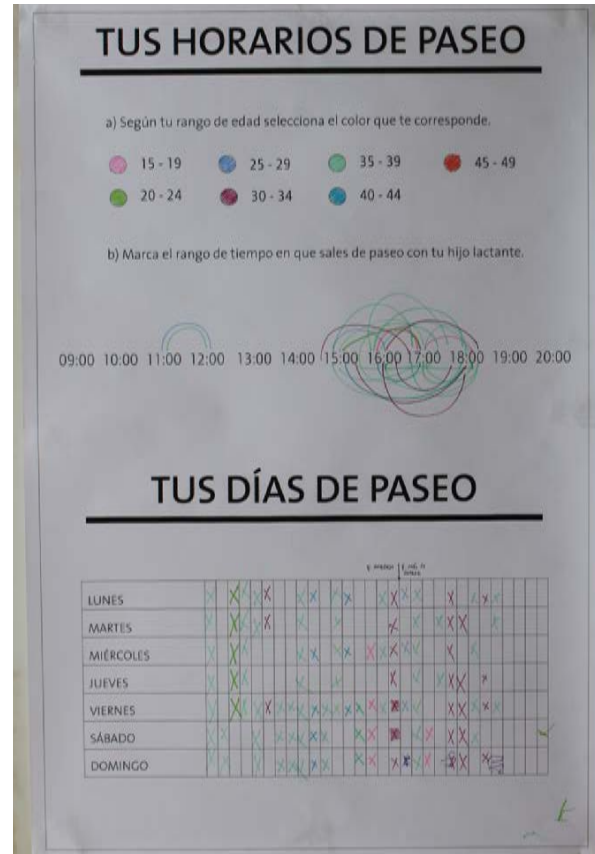 TUS HORARIOS DE PASEO
a) Según tu rango de edad selecciona el color que te corresponde.
15 - 19 25 - 29 35 - 39 45 - 49
20 - 24 30 - 34 40 - 44
b) Marca el rango de tiempo en que sales de paseo con tu hijo lactante.
09:00 10:00 11:00 12:00 13:00 14:00 15:00 16:00 17:00 18:00 19:00 20:00
TUS DÍAS DE PASEO
LUNES
MARTES
MIÉRCOLES
JUEVES
VIERNES
SÁBADO
DOMINGO